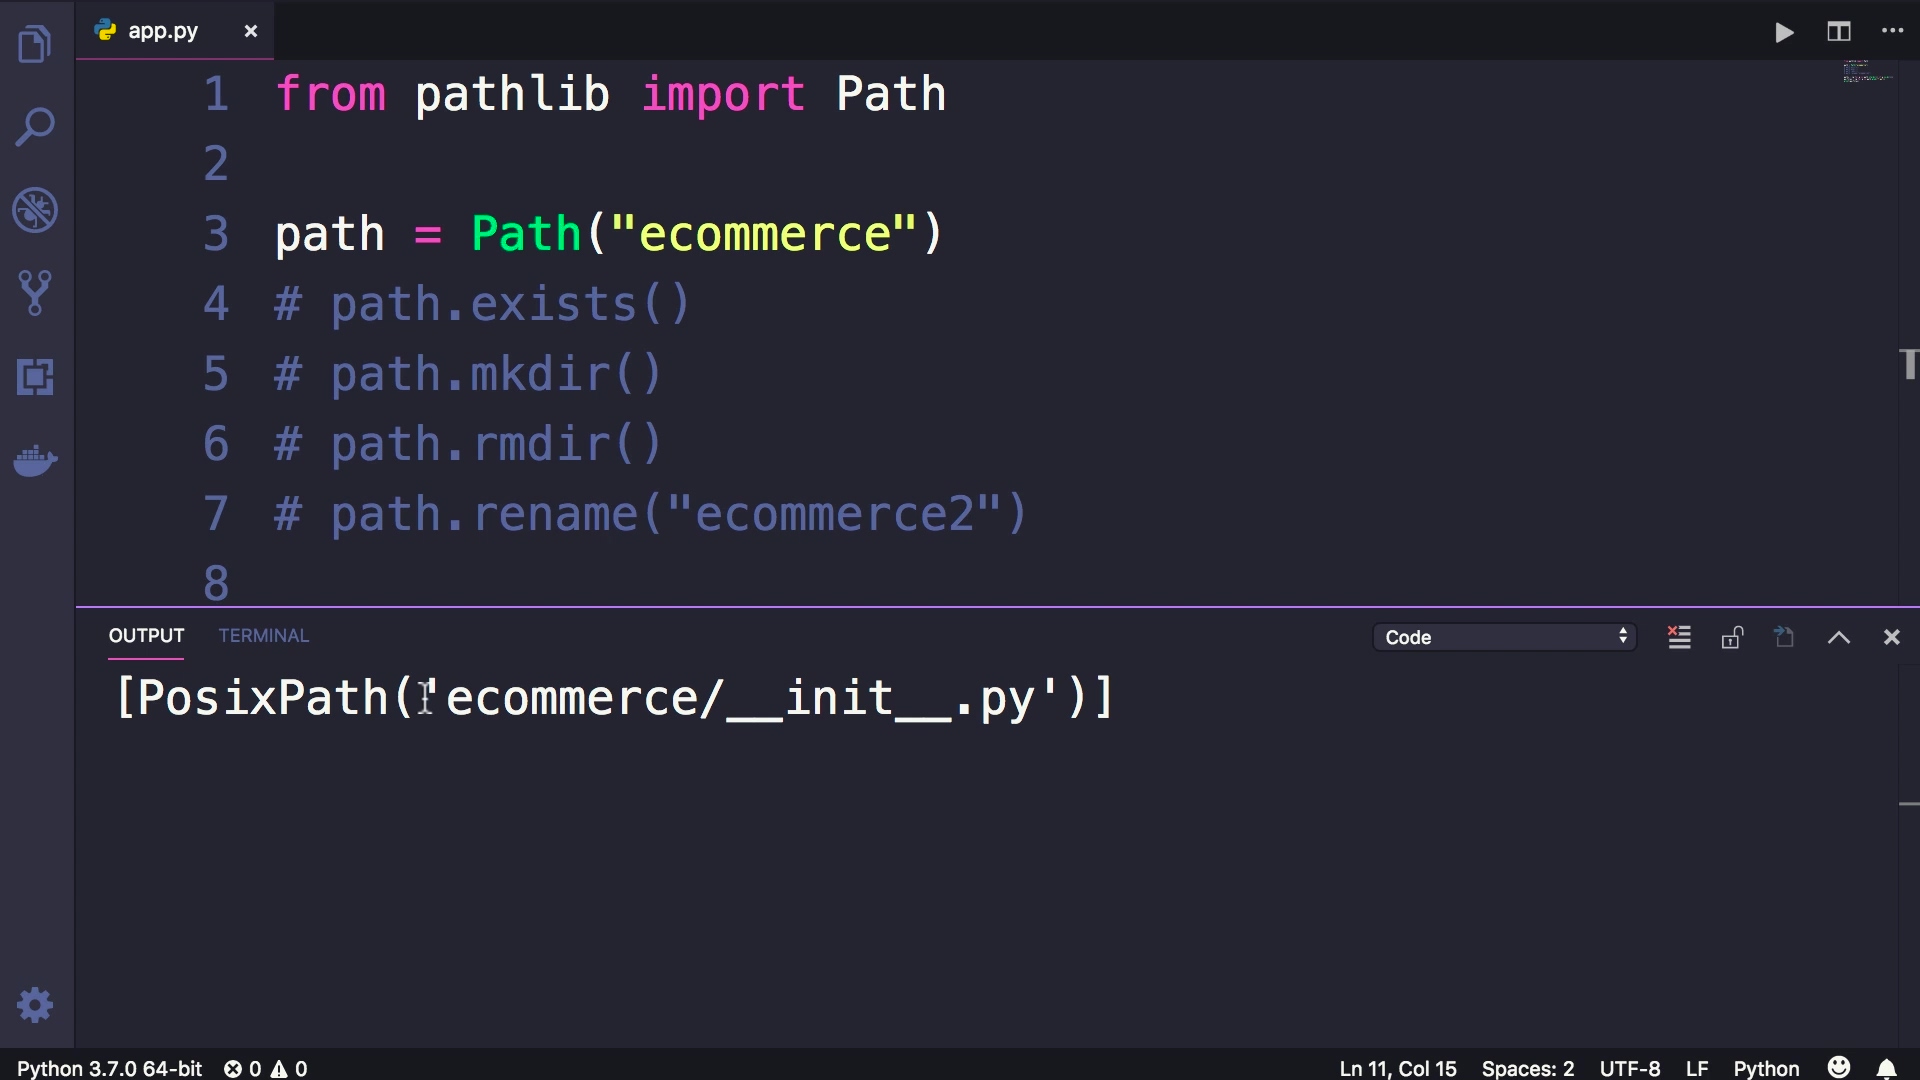 app.py
1 from pathlib import Path
2
3 path = Path("ecommerce")
4 # path.exists()
5 # path.mkdir()
6 # path.rmdir()
7 # path.rename("ecommerce2")
8
OUTPUT TERMINAL Code
[PosixPath('ecommerce/__init__.py')]
Python 3.7.0 64-bit 0 0 Ln 11, Col 15 Spaces: 2 UTF-8 LF Python